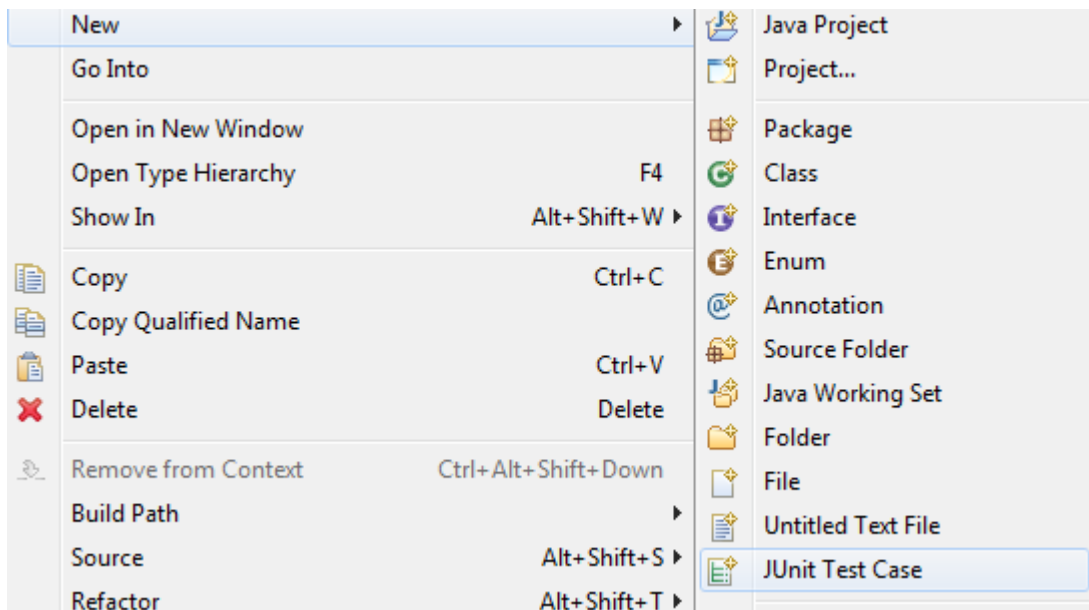 New
Go Into
Open in New Window
Open Type Hierarchy F4
Show In Alt+Shift+W
Copy Ctrl+C
Copy Qualified Name
Paste Ctrl+V
Delete Delete
Remove from Context Ctrl+Alt+Shift+Down
Build Path
Source Alt+Shift+S
Refactor Alt+Shift+T
Java Project
Project...
Package
Class
Interface
Enum
Annotation
Source Folder
Java Working Set
Folder
File
Untitled Text File
JUnit Test Case